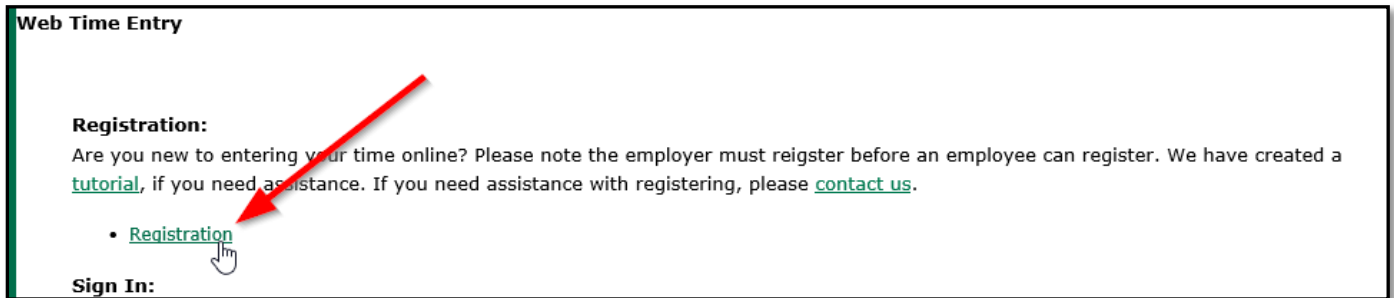 Web Time Entry
Registration:
Are you new to entering your time online? Please note the employer must reigster before an employee can register. We have created a
tutorial, if you need assistance. If you need assistance with registering, please contact us.
• Registration
Sign In: